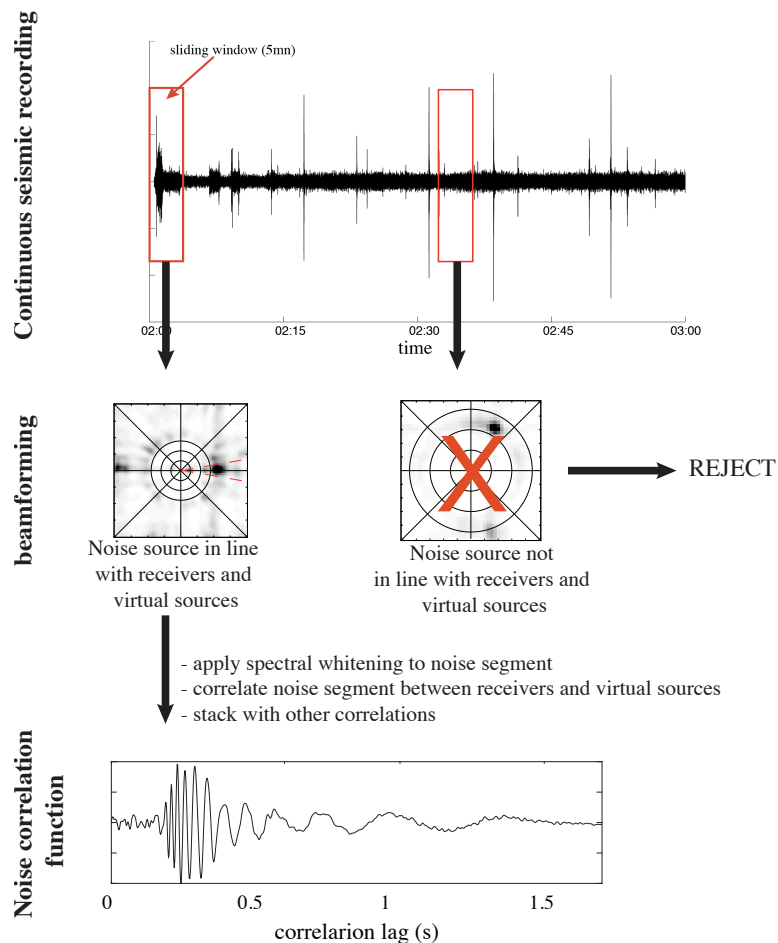 Continuous seismic recording
sliding window (5mn)
02:00
02:15
02:30
02:45
03:00
time
beamforming
REJECT
Noise source in line
with receivers and
virtual sources
Noise source not
in line with receivers and
virtual sources
- apply spectral whitening to noise segment
- correlate noise segment between receivers and virtual sources
- stack with other correlations
Noise correlation
function
0
0.5
1
1.5
correlarion lag (s)